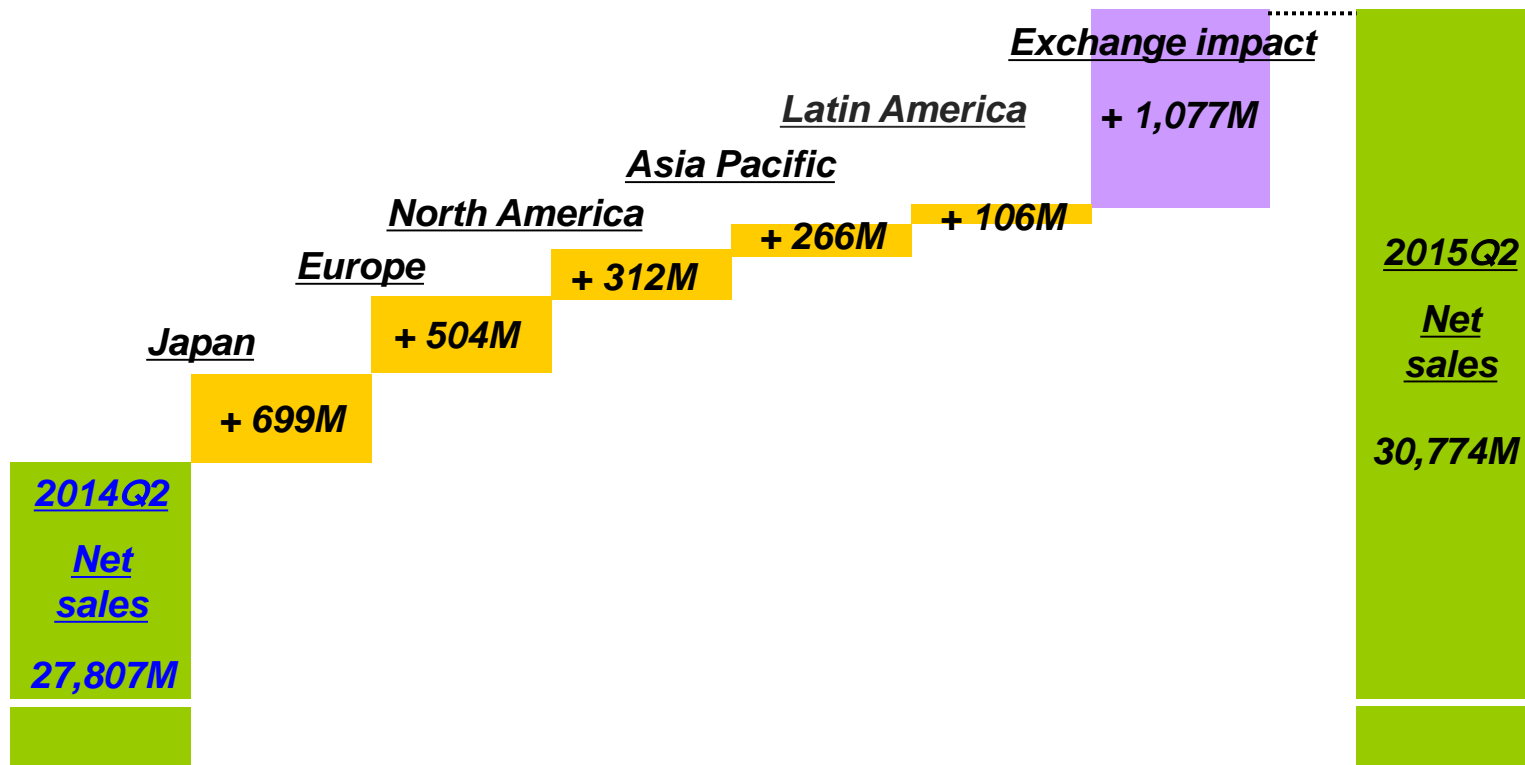 Exchange impact
+ 1,077M
Latin America
+ 106M
Asia Pacific
+ 266M
North America
+ 312M
Europe
+ 504M
Japan
+ 699M
2014Q2
Net
sales
27,807M
2015Q2
Net
sales
30,774M